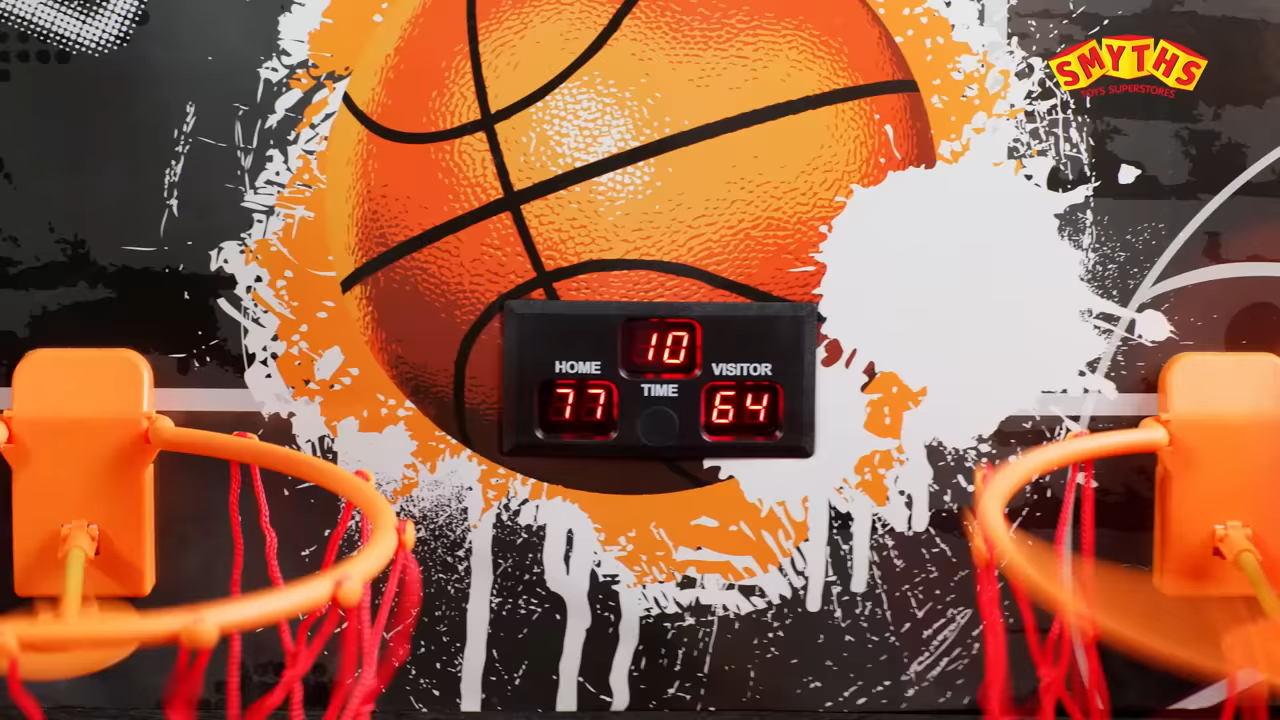 SMYTHS
TOYS SUPERSTORES
10
HOME
VISITOR
TIME
77
64